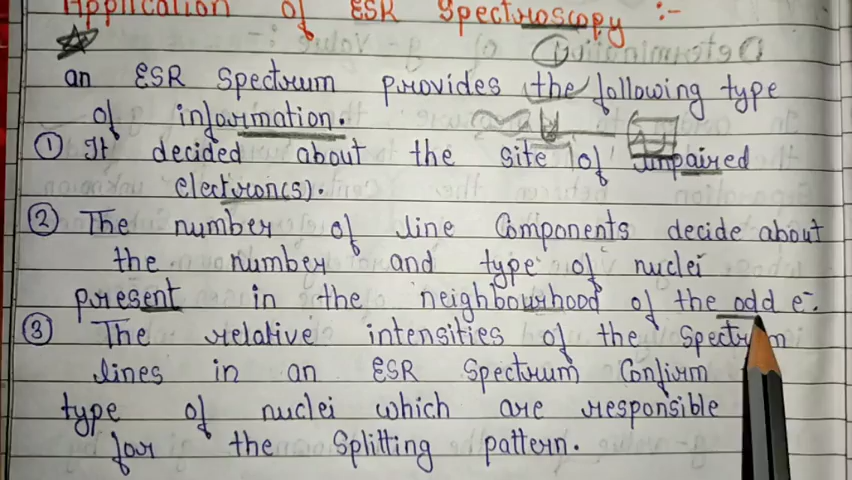 Application of ESR Spectroscopy :-
an ESR Spectrum provides the following type
of information.
① It decided about the site of unpaired
electron(s).
② The number of line Components decide about
the number and type of nuclei
present in the neighbourhood of the odd e-.
③ The relative intensities of the Spectrum
lines in an ESR Spectrum Confirm
type of nuclei which are responsible
for the Splitting pattern.